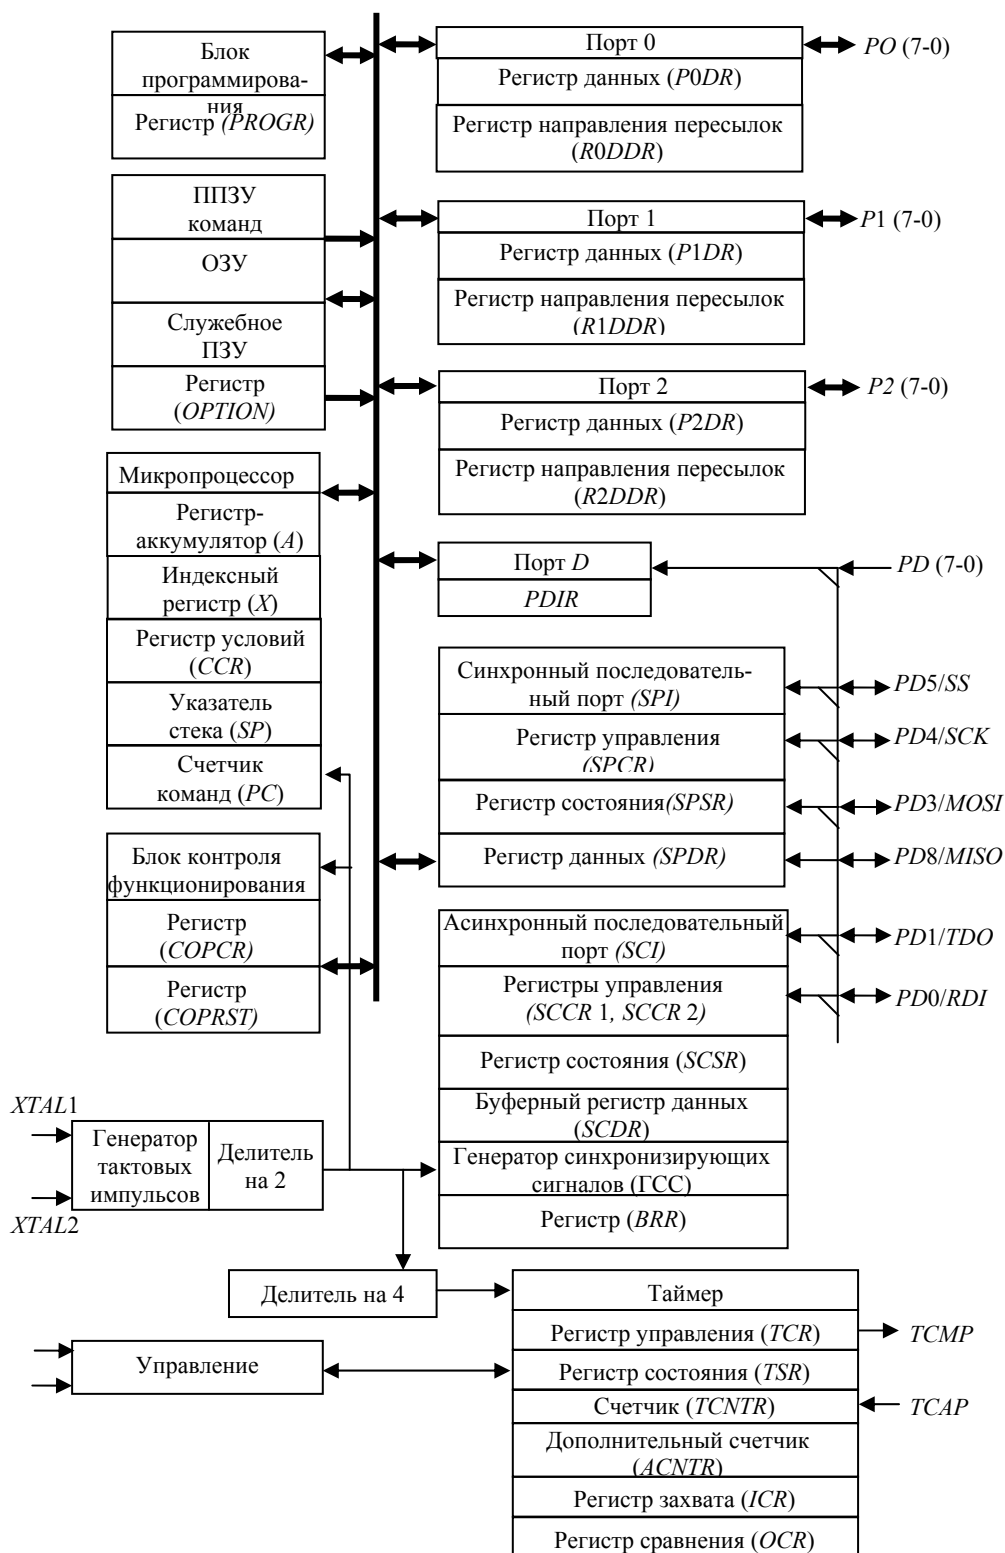 Блок
программирова-
ния
Регистр (PROGR)
ППЗУ
команд
ОЗУ
Служебное
ПЗУ
Регистр
(OPTION)
Микропроцессор
Регистр-
аккумулятор (A)
Индексный
регистр (X)
Регистр условий
(CCR)
Указатель
стека (SP)
Счетчик
команд (PC)
Блок контроля
функционирования
Регистр
(COPCR)
Регистр
(COPRST)
Порт 0
PO (7-0)
Регистр данных (P0DR)
Регистр направления пересылок
(R0DDR)
Порт 1
P1 (7-0)
Регистр данных (P1DR)
Регистр направления пересылок
(R1DDR)
Порт 2
P2 (7-0)
Регистр данных (P2DR)
Регистр направления пересылок
(R2DDR)
Порт D
PD (7-0)
PDIR
Синхронный последователь-
ный порт (SPI)
PD5/SS
Регистр управления
(SPCR)
PD4/SCK
Регистр состояния(SPSR)
PD3/MOSI
Регистр данных (SPDR)
PD8/MISO
Асинхронный последовательный
порт (SCI)
PD1/TDO
Регистры управления
(SCCR 1, SCCR 2)
PD0/RDI
Регистр состояния (SCSR)
Буферный регистр данных
(SCDR)
Генератор синхронизирующих
сигналов (ГСС)
Регистр (BRR)
XTAL1
Генератор
тактовых
импульсов
Делитель
на 2
XTAL2
Делитель на 4
Управление
Таймер
Регистр управления (TCR)
TCMP
Регистр состояния (TSR)
Счетчик (TCNTR)
TCAP
Дополнительный счетчик
(ACNTR)
Регистр захвата (ICR)
Регистр сравнения (OCR)